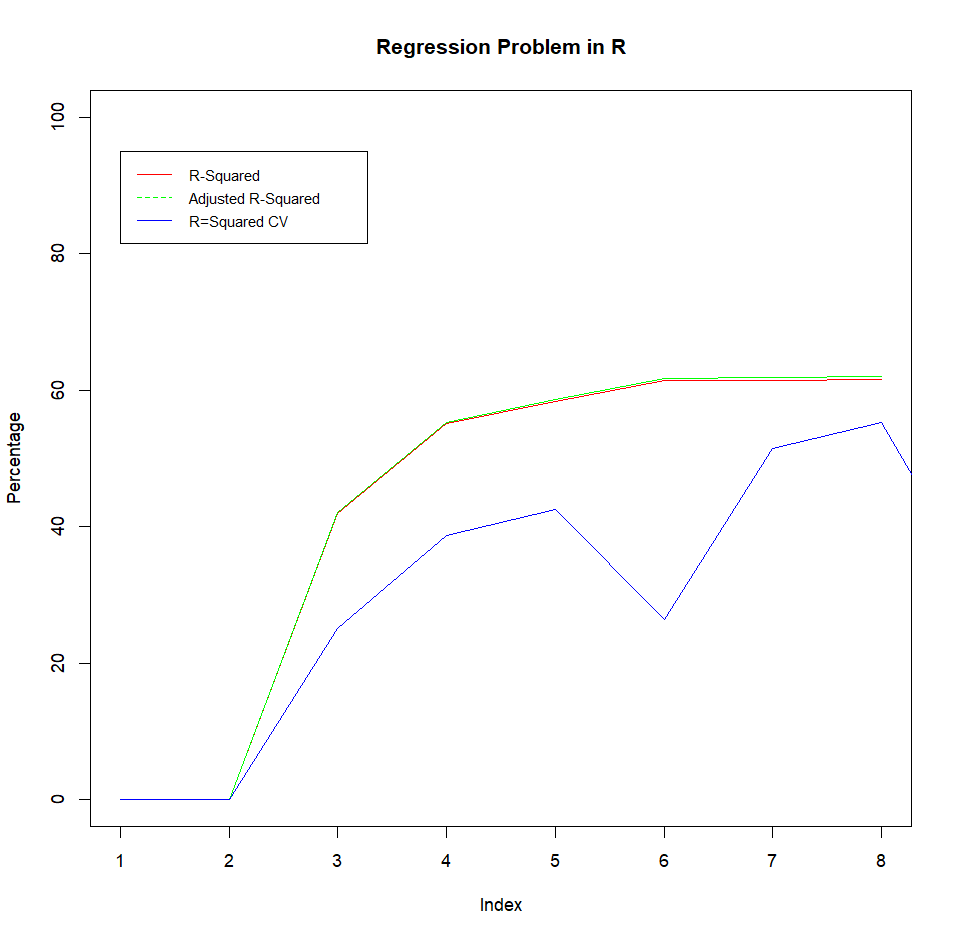 Regression Problem in R
100
80
60
40
20
0
Percentage
R-Squared
Adjusted R-Squared
R=Squared CV
1 2 3 4 5 6 7 8
Index